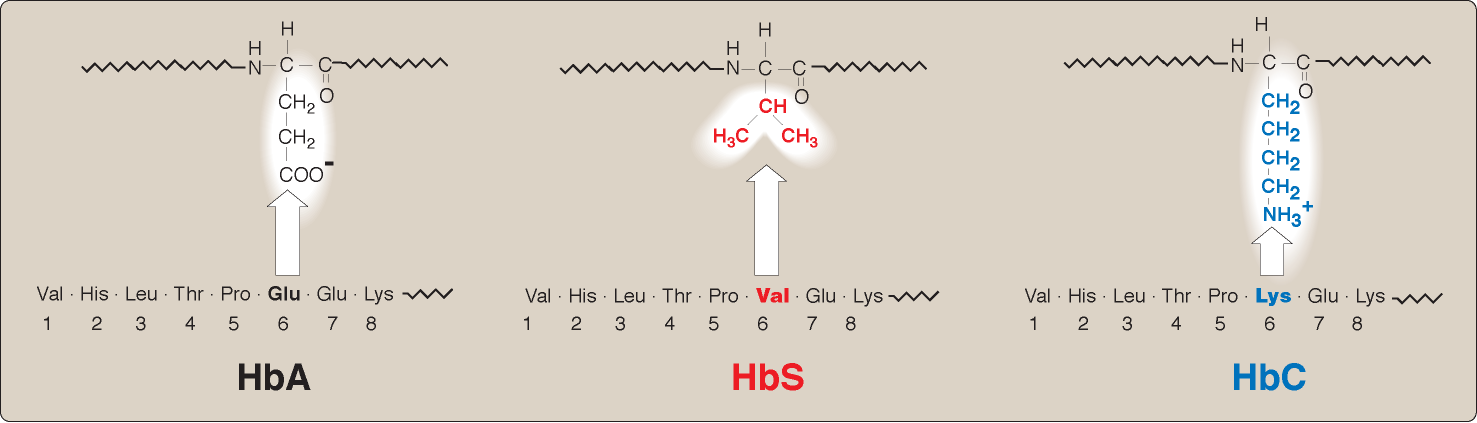 H
H
N – C – C
O
CH2
CH2
COO-
Val · His · Leu · Thr · Pro · Glu · Glu · Lys
1 2 3 4 5 6 7 8
HbA
H
H
N – C – C
O
CH
H3C CH3
Val · His · Leu · Thr · Pro · Val · Glu · Lys
1 2 3 4 5 6 7 8
HbS
H
H
N – C – C
O
CH2
CH2
CH2
CH2
NH3+
Val · His · Leu · Thr · Pro · Lys · Glu · Lys
1 2 3 4 5 6 7 8
HbC